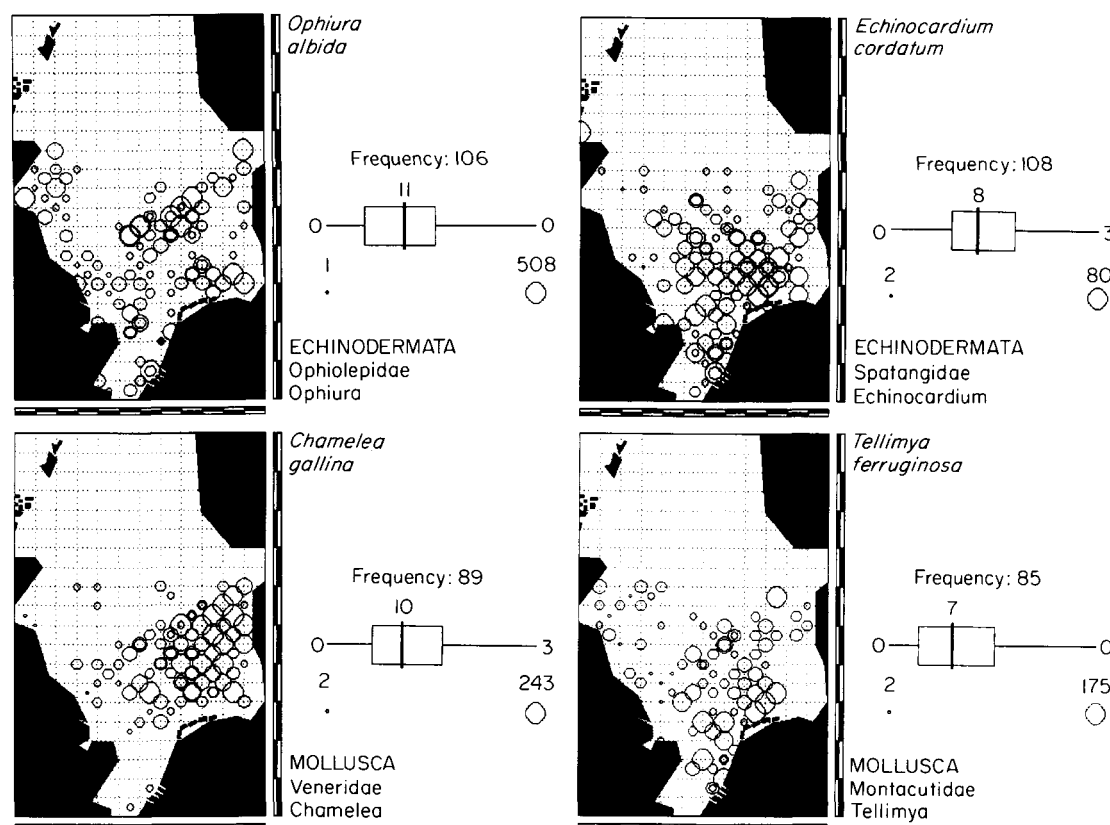 Ophiura
albida
Frequency: 106
11
0
0
1
508
ECHINODERMATA
Ophiolepidae
Ophiura
Echinocardium
cordatum
Frequency: 108
8
0
3
2
80
ECHINODERMATA
Spatangidae
Echinocardium
Chamelea
gallina
Frequency: 89
10
0
3
2
243
MOLLUSCA
Veneridae
Chamelea
Tellimya
ferruginosa
Frequency: 85
7
0
0
2
175
MOLLUSCA
Montacutidae
Tellimya